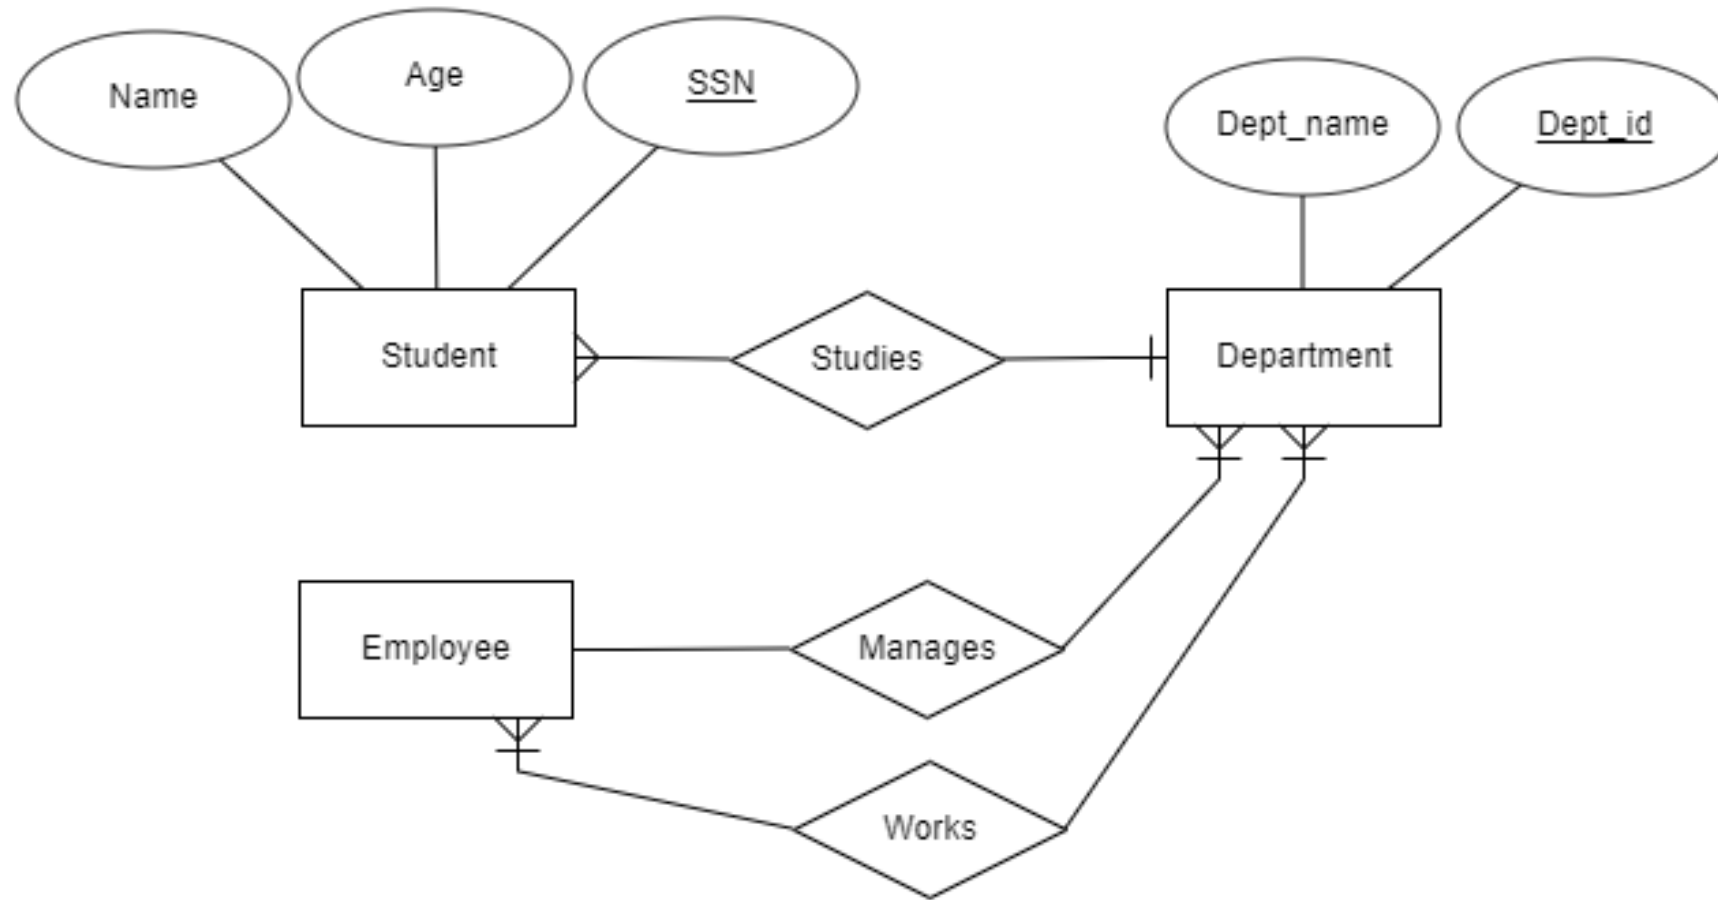 Name
Age
SSN
Dept_name
Dept_id
Student
Studies
Department
Employee
Manages
Works